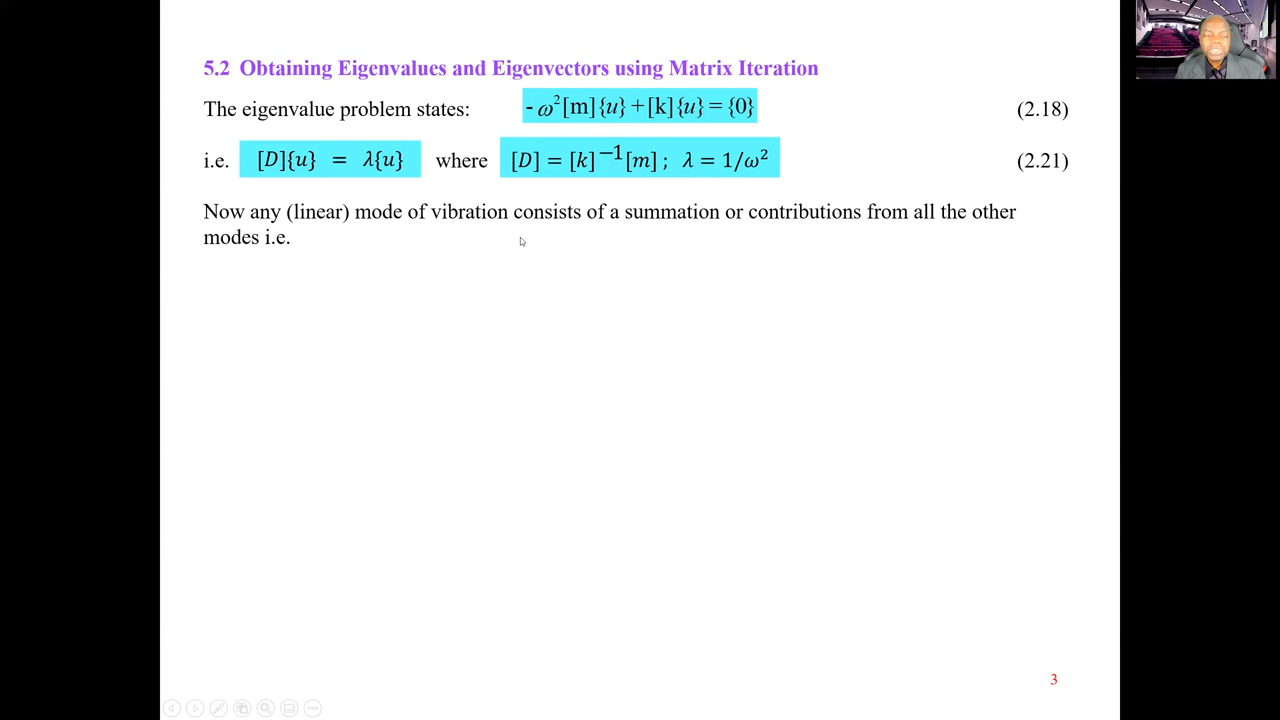 5.2 Obtaining Eigenvalues and Eigenvectors using Matrix Iteration
The eigenvalue problem states: - ω²[m]{u} + [k]{u} = {0} (2.18)
i.e. [D]{u} = λ{u} where [D] = [k]⁻¹[m] ; λ = 1/ω² (2.21)
Now any (linear) mode of vibration consists of a summation or contributions from all the other
modes i.e.
3